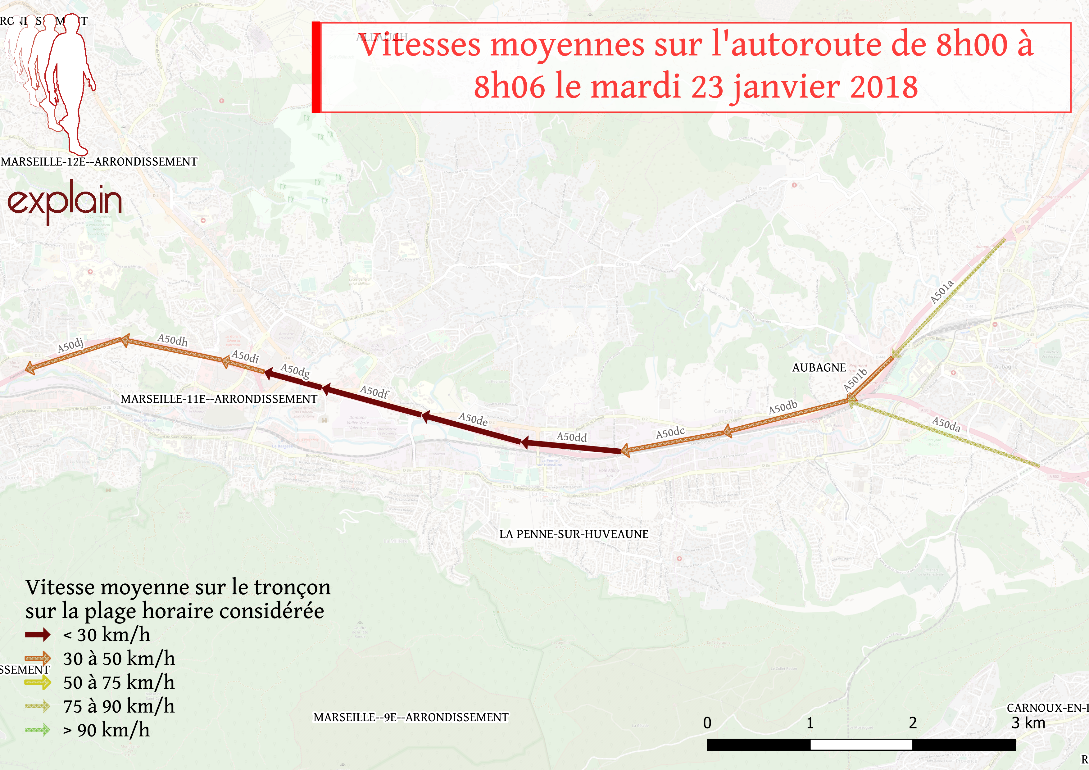 Vitesses moyennes sur l'autoroute de 8h00 à
8h06 le mardi 23 janvier 2018
MARSEILLE-12E--ARRONDISSEMENT
explain
A501a
A50dj
A50dh
A50di
A50dg
A50df
A50de
A50dd
A50dc
A50db
A501b
A50da
AUBAGNE
MARSEILLE-11E--ARRONDISSEMENT
LA PENNE-SUR-HUVEAUNE
Vitesse moyenne sur le tronçon
sur la plage horaire considérée
< 30 km/h
30 à 50 km/h
SSEMENT
50 à 75 km/h
75 à 90 km/h
> 90 km/h
MARSEILLE--9E--ARRONDISSEMENT
CARNOUX-EN-
0 1 2 3 km